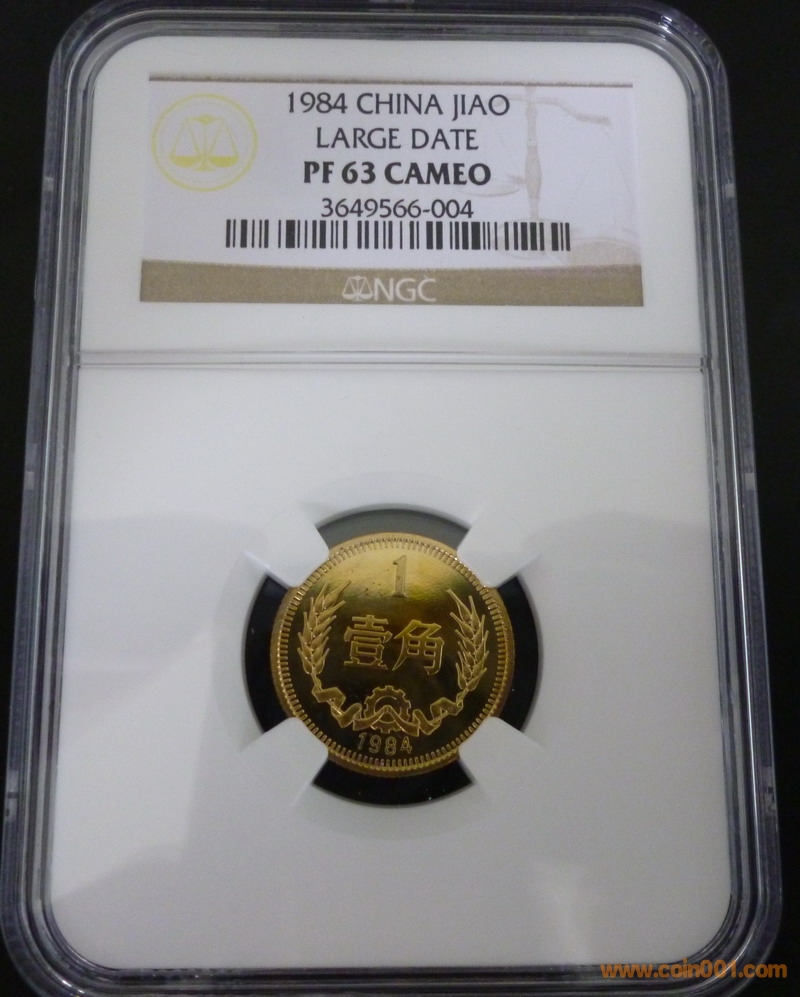 1984 CHINA JIAO
LARGE DATE
PF 63 CAMEO
3649566-004
NGC
1
壹角
1984
www.coin001.com